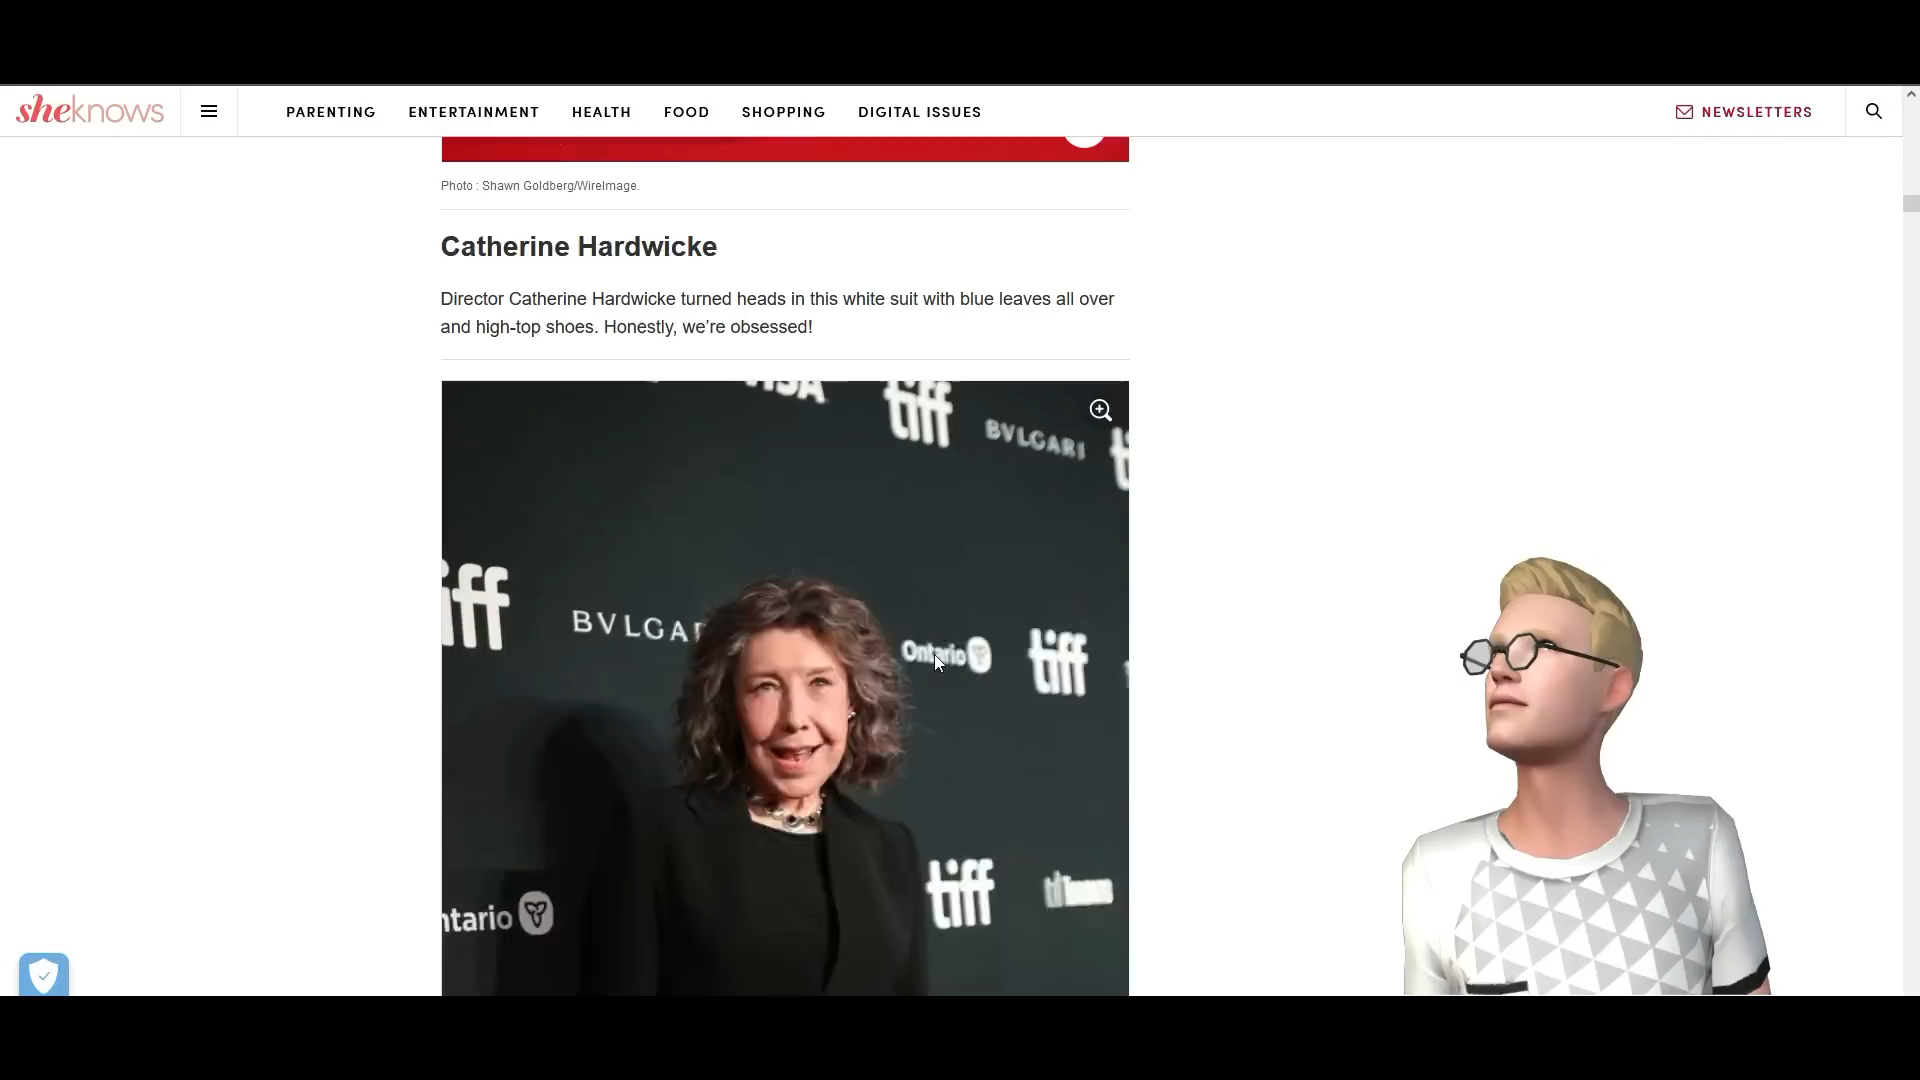 sheknows
PARENTING ENTERTAINMENT HEALTH FOOD SHOPPING DIGITAL ISSUES
NEWSLETTERS
Photo : Shawn Goldberg/WireImage.
Catherine Hardwicke
Director Catherine Hardwicke turned heads in this white suit with blue leaves all over
and high-top shoes. Honestly, we're obsessed!
VISA
tiff
BVLGARI
tiff
BVLGAR
Ontario
tiff
ntario
tiff